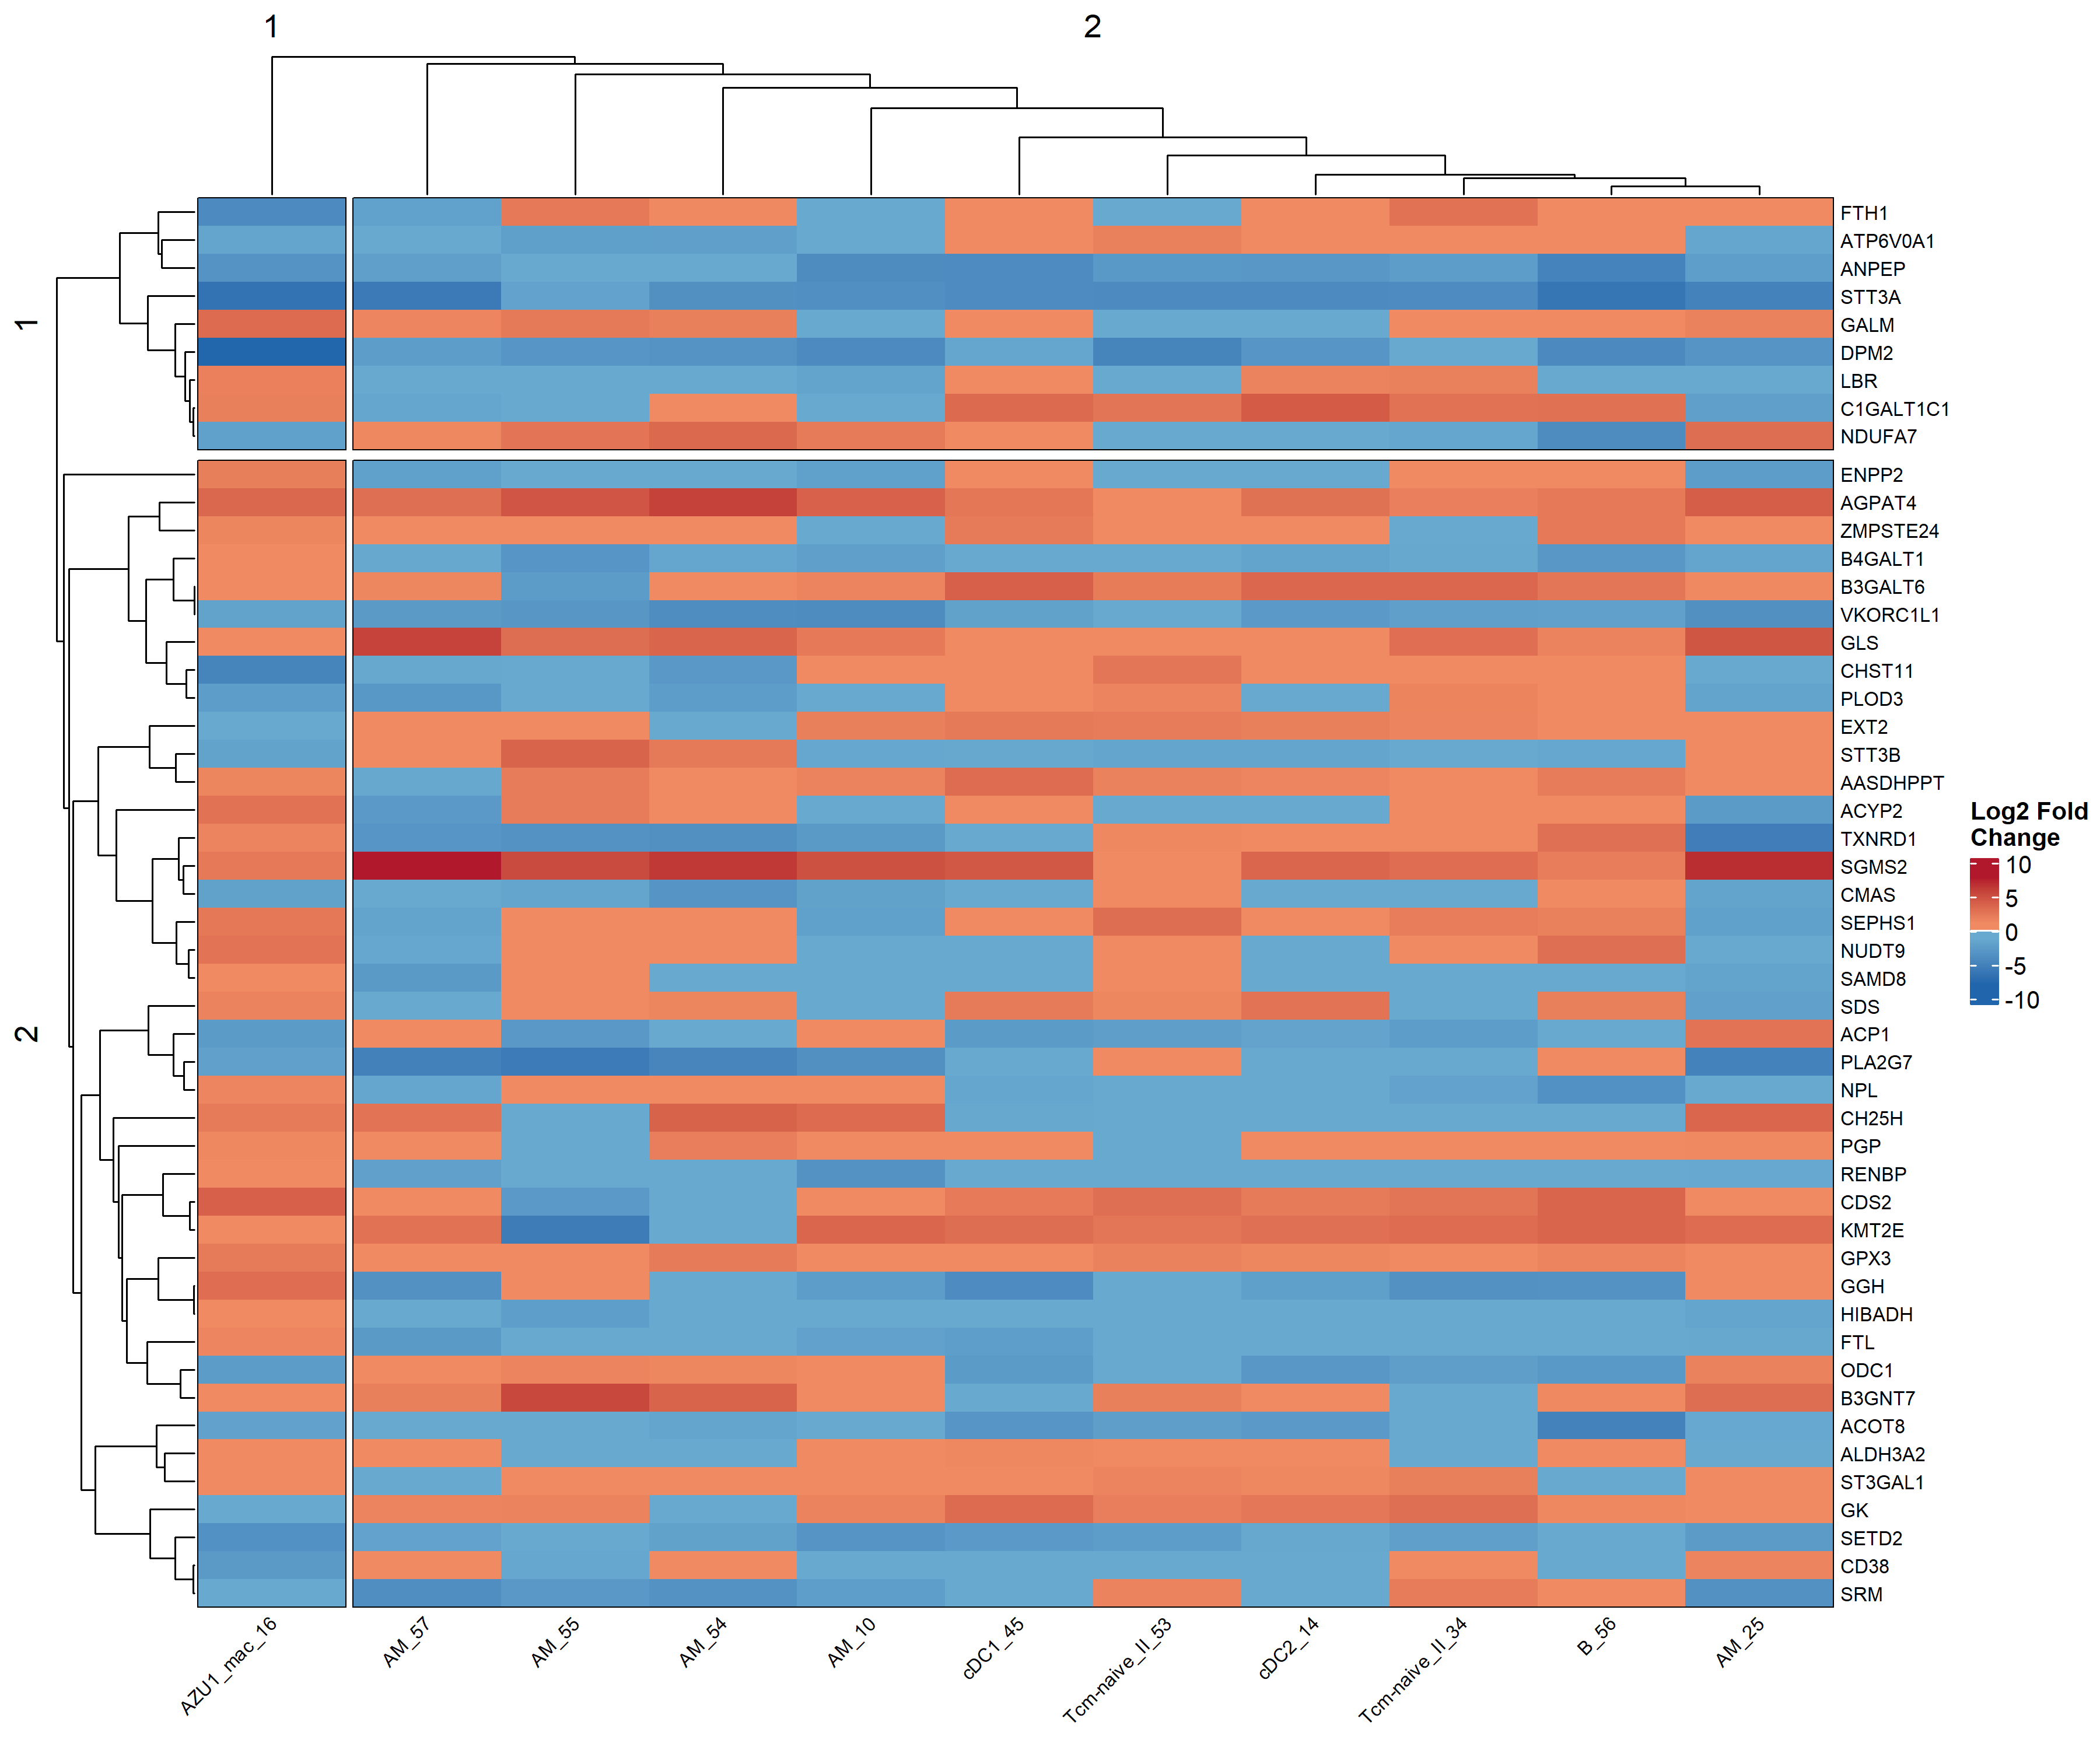 1
2
1
2
FTH1
ATP6V0A1
ANPEP
STT3A
GALM
DPM2
LBR
C1GALT1C1
NDUFA7
ENPP2
AGPAT4
ZMPSTE24
B4GALT1
B3GALT6
VKORC1L1
GLS
CHST11
PLOD3
EXT2
STT3B
AASDHPPT
ACYP2
TXNRD1
SGMS2
CMAS
SEPHS1
NUDT9
SAMD8
SDS
ACP1
PLA2G7
NPL
CH25H
PGP
RENBP
CDS2
KMT2E
GPX3
GGH
HIBADH
FTL
ODC1
B3GNT7
ACOT8
ALDH3A2
ST3GAL1
GK
SETD2
CD38
SRM
AZU1_mac_16
AM_57
AM_55
AM_54
AM_10
cDC1_45
Tcm-naive_II_53
cDC2_14
Tcm-naive_II_34
B_56
AM_25
Log2 Fold
Change
10
5
0
-5
-10